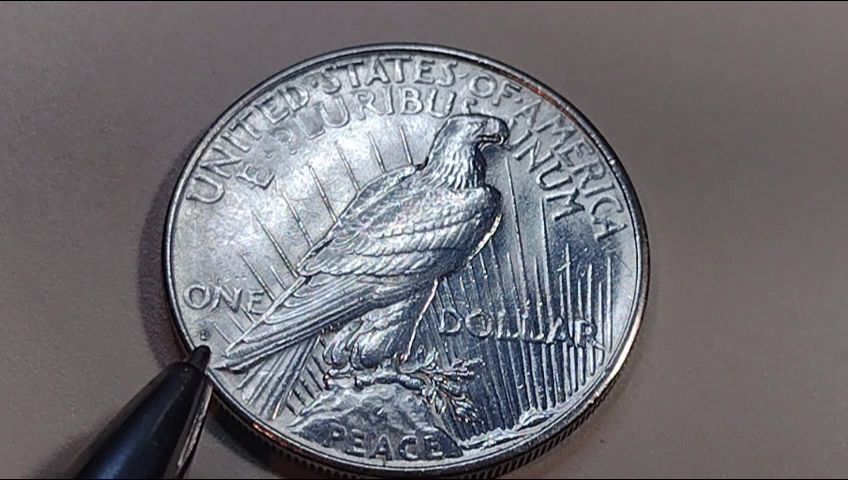 UNITED·STATES·OF·AMERICA
E·PLURIBUS UNUM
ONE DOLLAR
PEACE